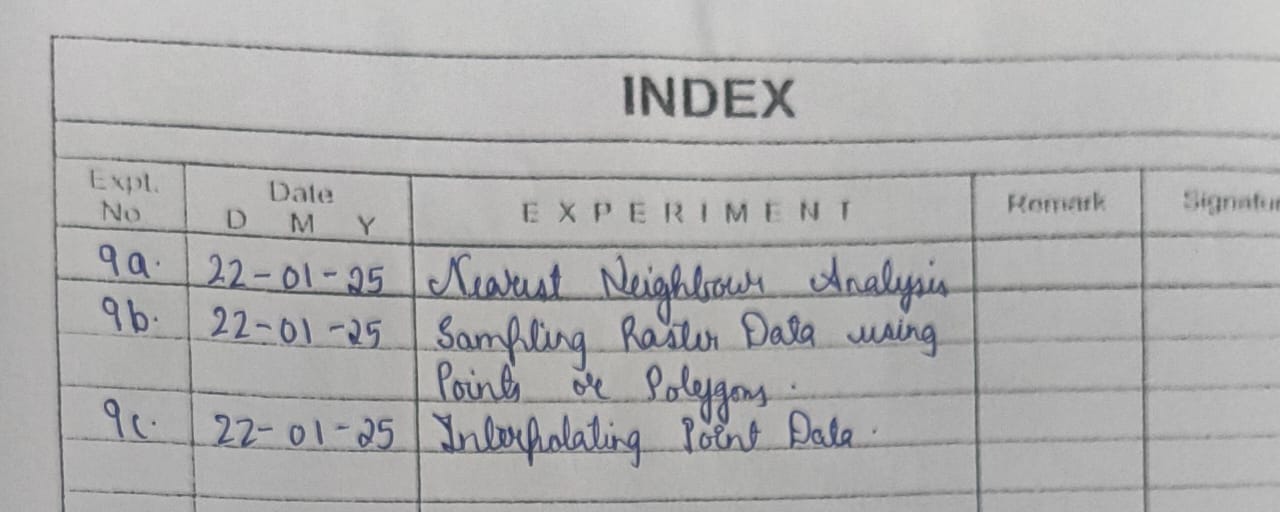 INDEX
Expt. No Date D M Y EXPERIMENT Remark Signatur
9a. 22-01-25 Nearest Neighbour Analysis
9b. 22-01-25 Sampling Raster Data using
Points or Polygons.
9c. 22-01-25 Interpolating Point Data.